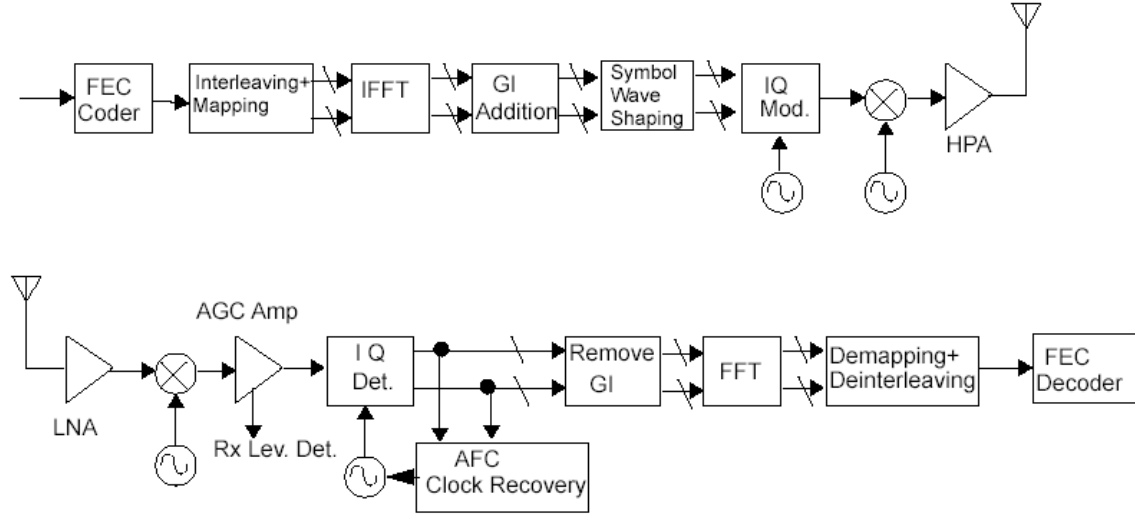 FEC
Coder
Interleaving+
Mapping
IFFT
GI
Addition
Symbol
Wave
Shaping
IQ
Mod.
HPA
AGC Amp
LNA
Rx Lev. Det.
I Q
Det.
AFC
Clock Recovery
Remove
GI
FFT
Demapping+
Deinterleaving
FEC
Decoder